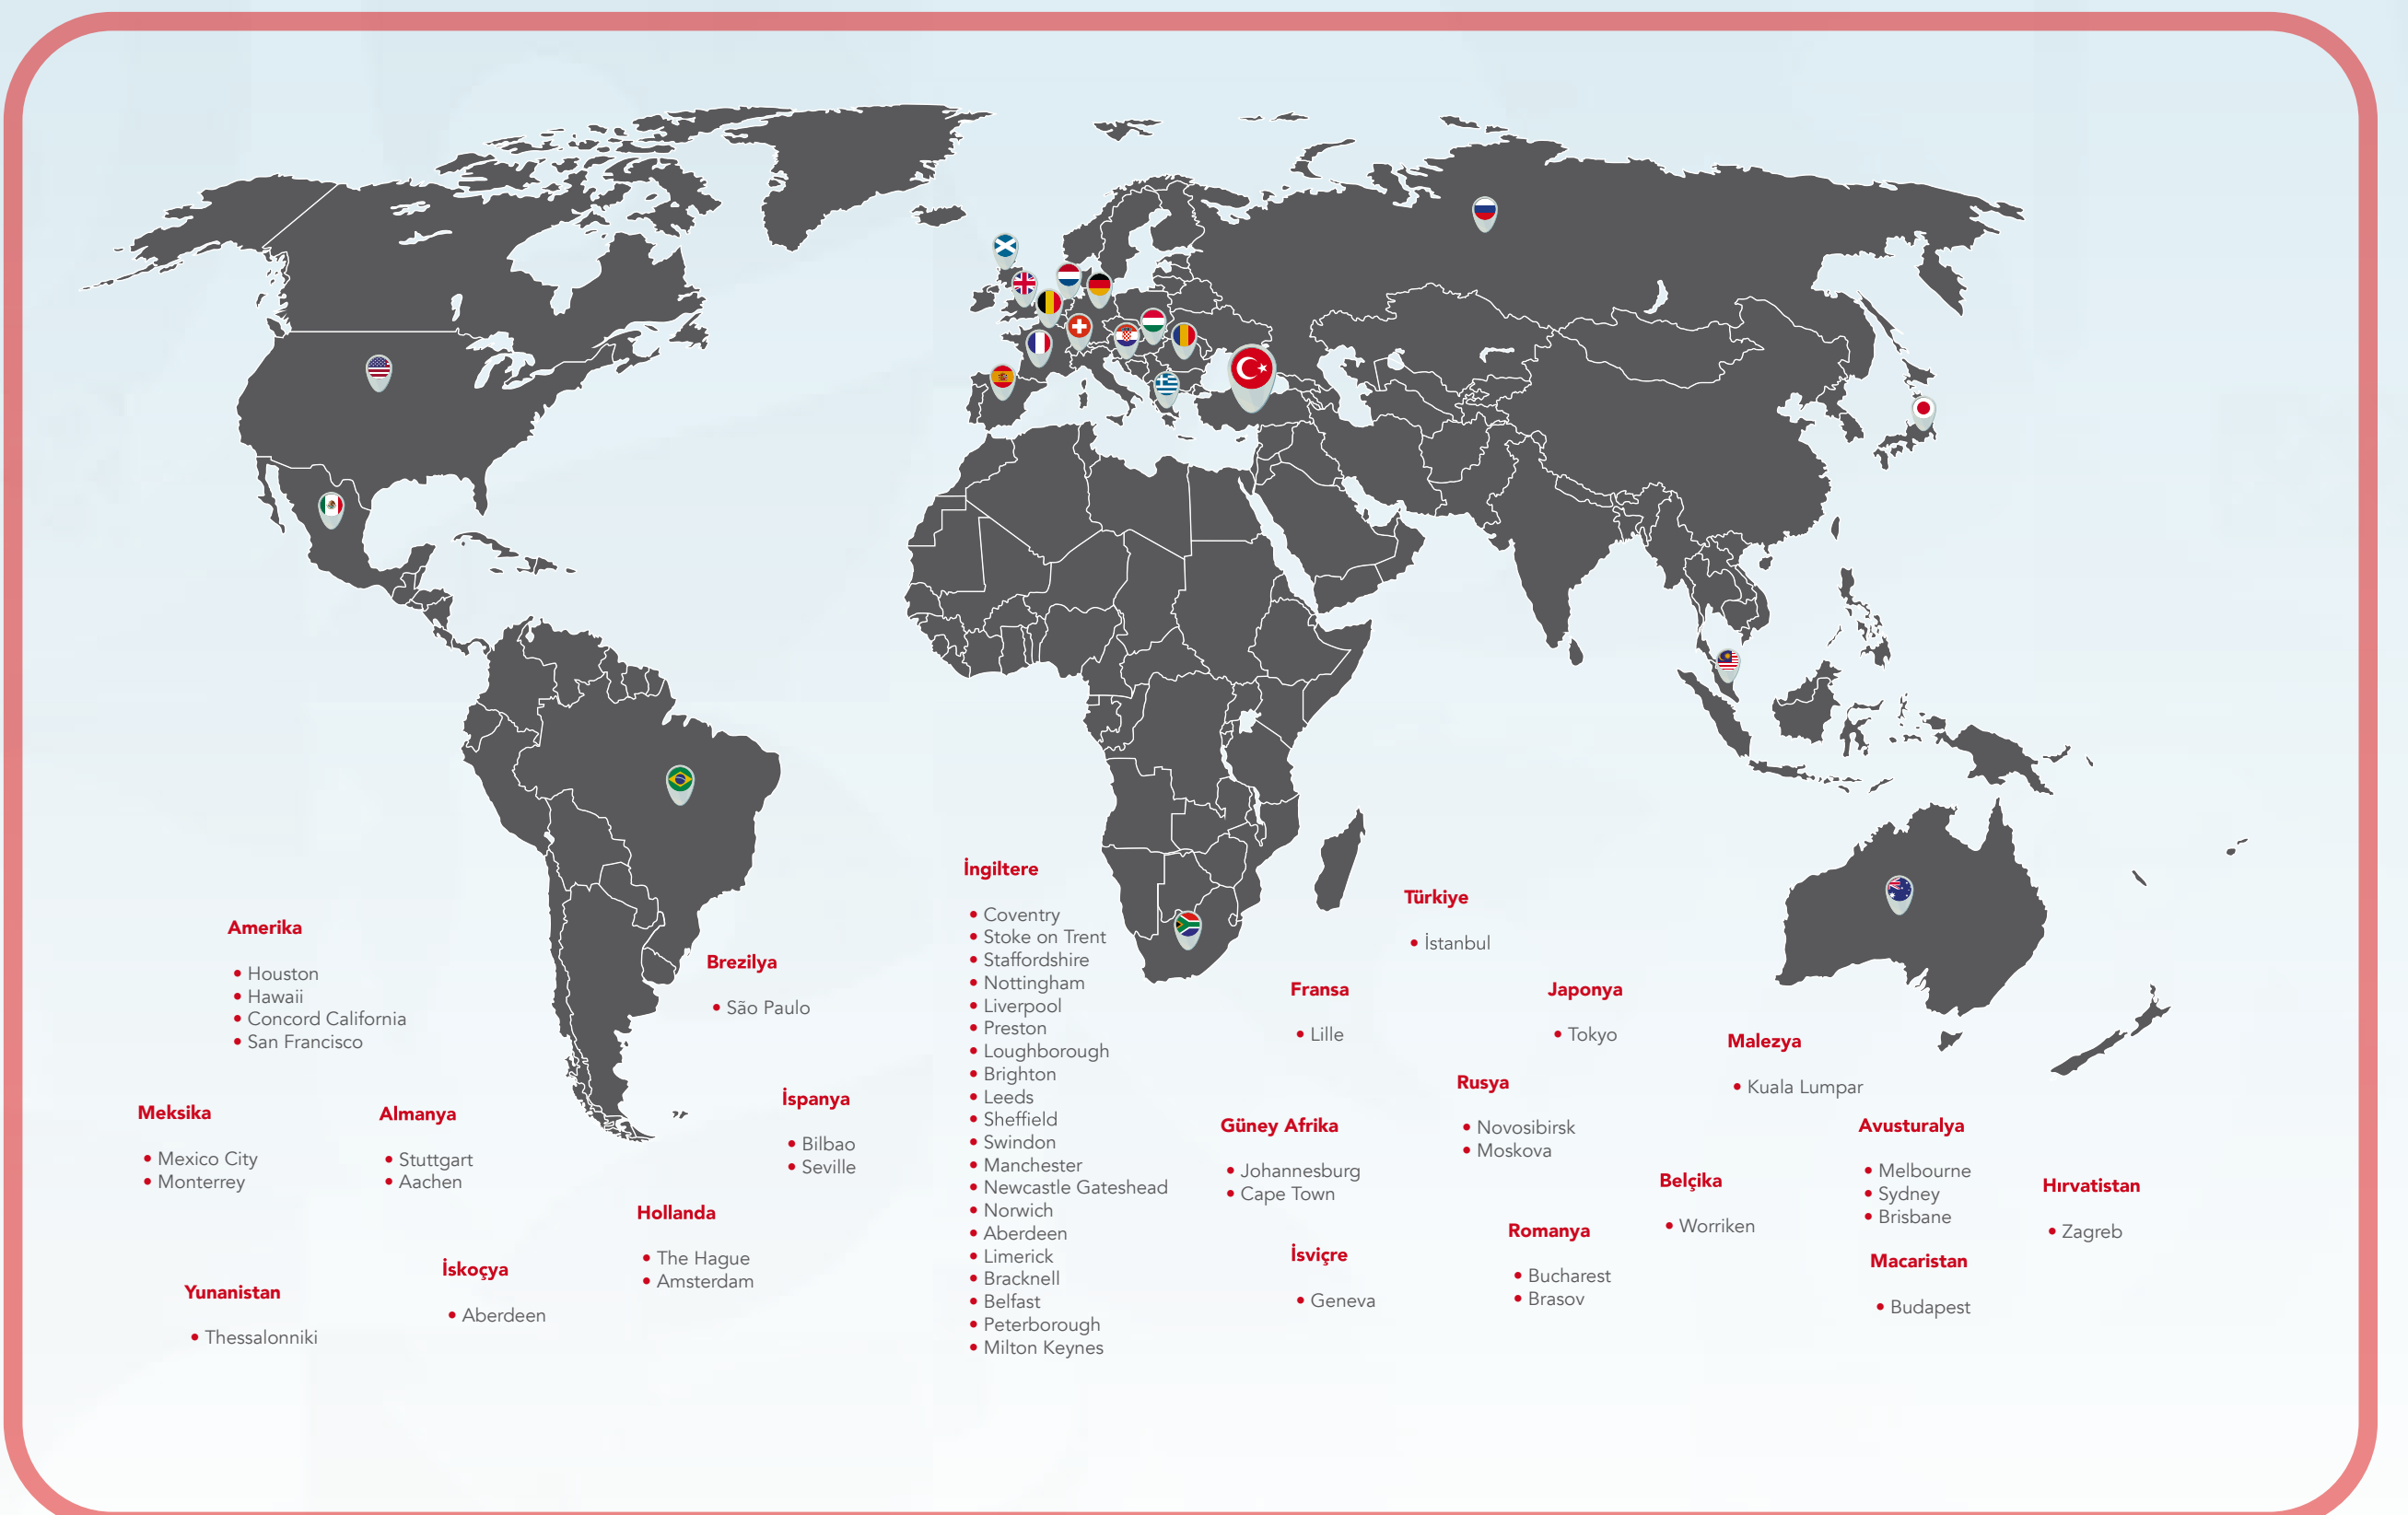 Amerika
Houston
Hawaii
Concord California
San Francisco
Meksika
Mexico City
Monterrey
Almanya
Stuttgart
Aachen
Yunanistan
Thessalonniki
İskoçya
Aberdeen
Brezilya
São Paulo
İspanya
Bilbao
Seville
Hollanda
The Hague
Amsterdam
İngiltere
Coventry
Stoke on Trent
Staffordshire
Nottingham
Liverpool
Preston
Loughborough
Brighton
Leeds
Sheffield
Swindon
Manchester
Newcastle Gateshead
Norwich
Aberdeen
Limerick
Bracknell
Belfast
Peterborough
Milton Keynes
Türkiye
İstanbul
Fransa
Lille
Güney Afrika
Johannesburg
Cape Town
İsviçre
Geneva
Japonya
Tokyo
Rusya
Novosibirsk
Moskova
Romanya
Bucharest
Brasov
Malezya
Kuala Lumpar
Belçika
Worriken
Avusturalya
Melbourne
Sydney
Brisbane
Macaristan
Budapest
Hırvatistan
Zagreb